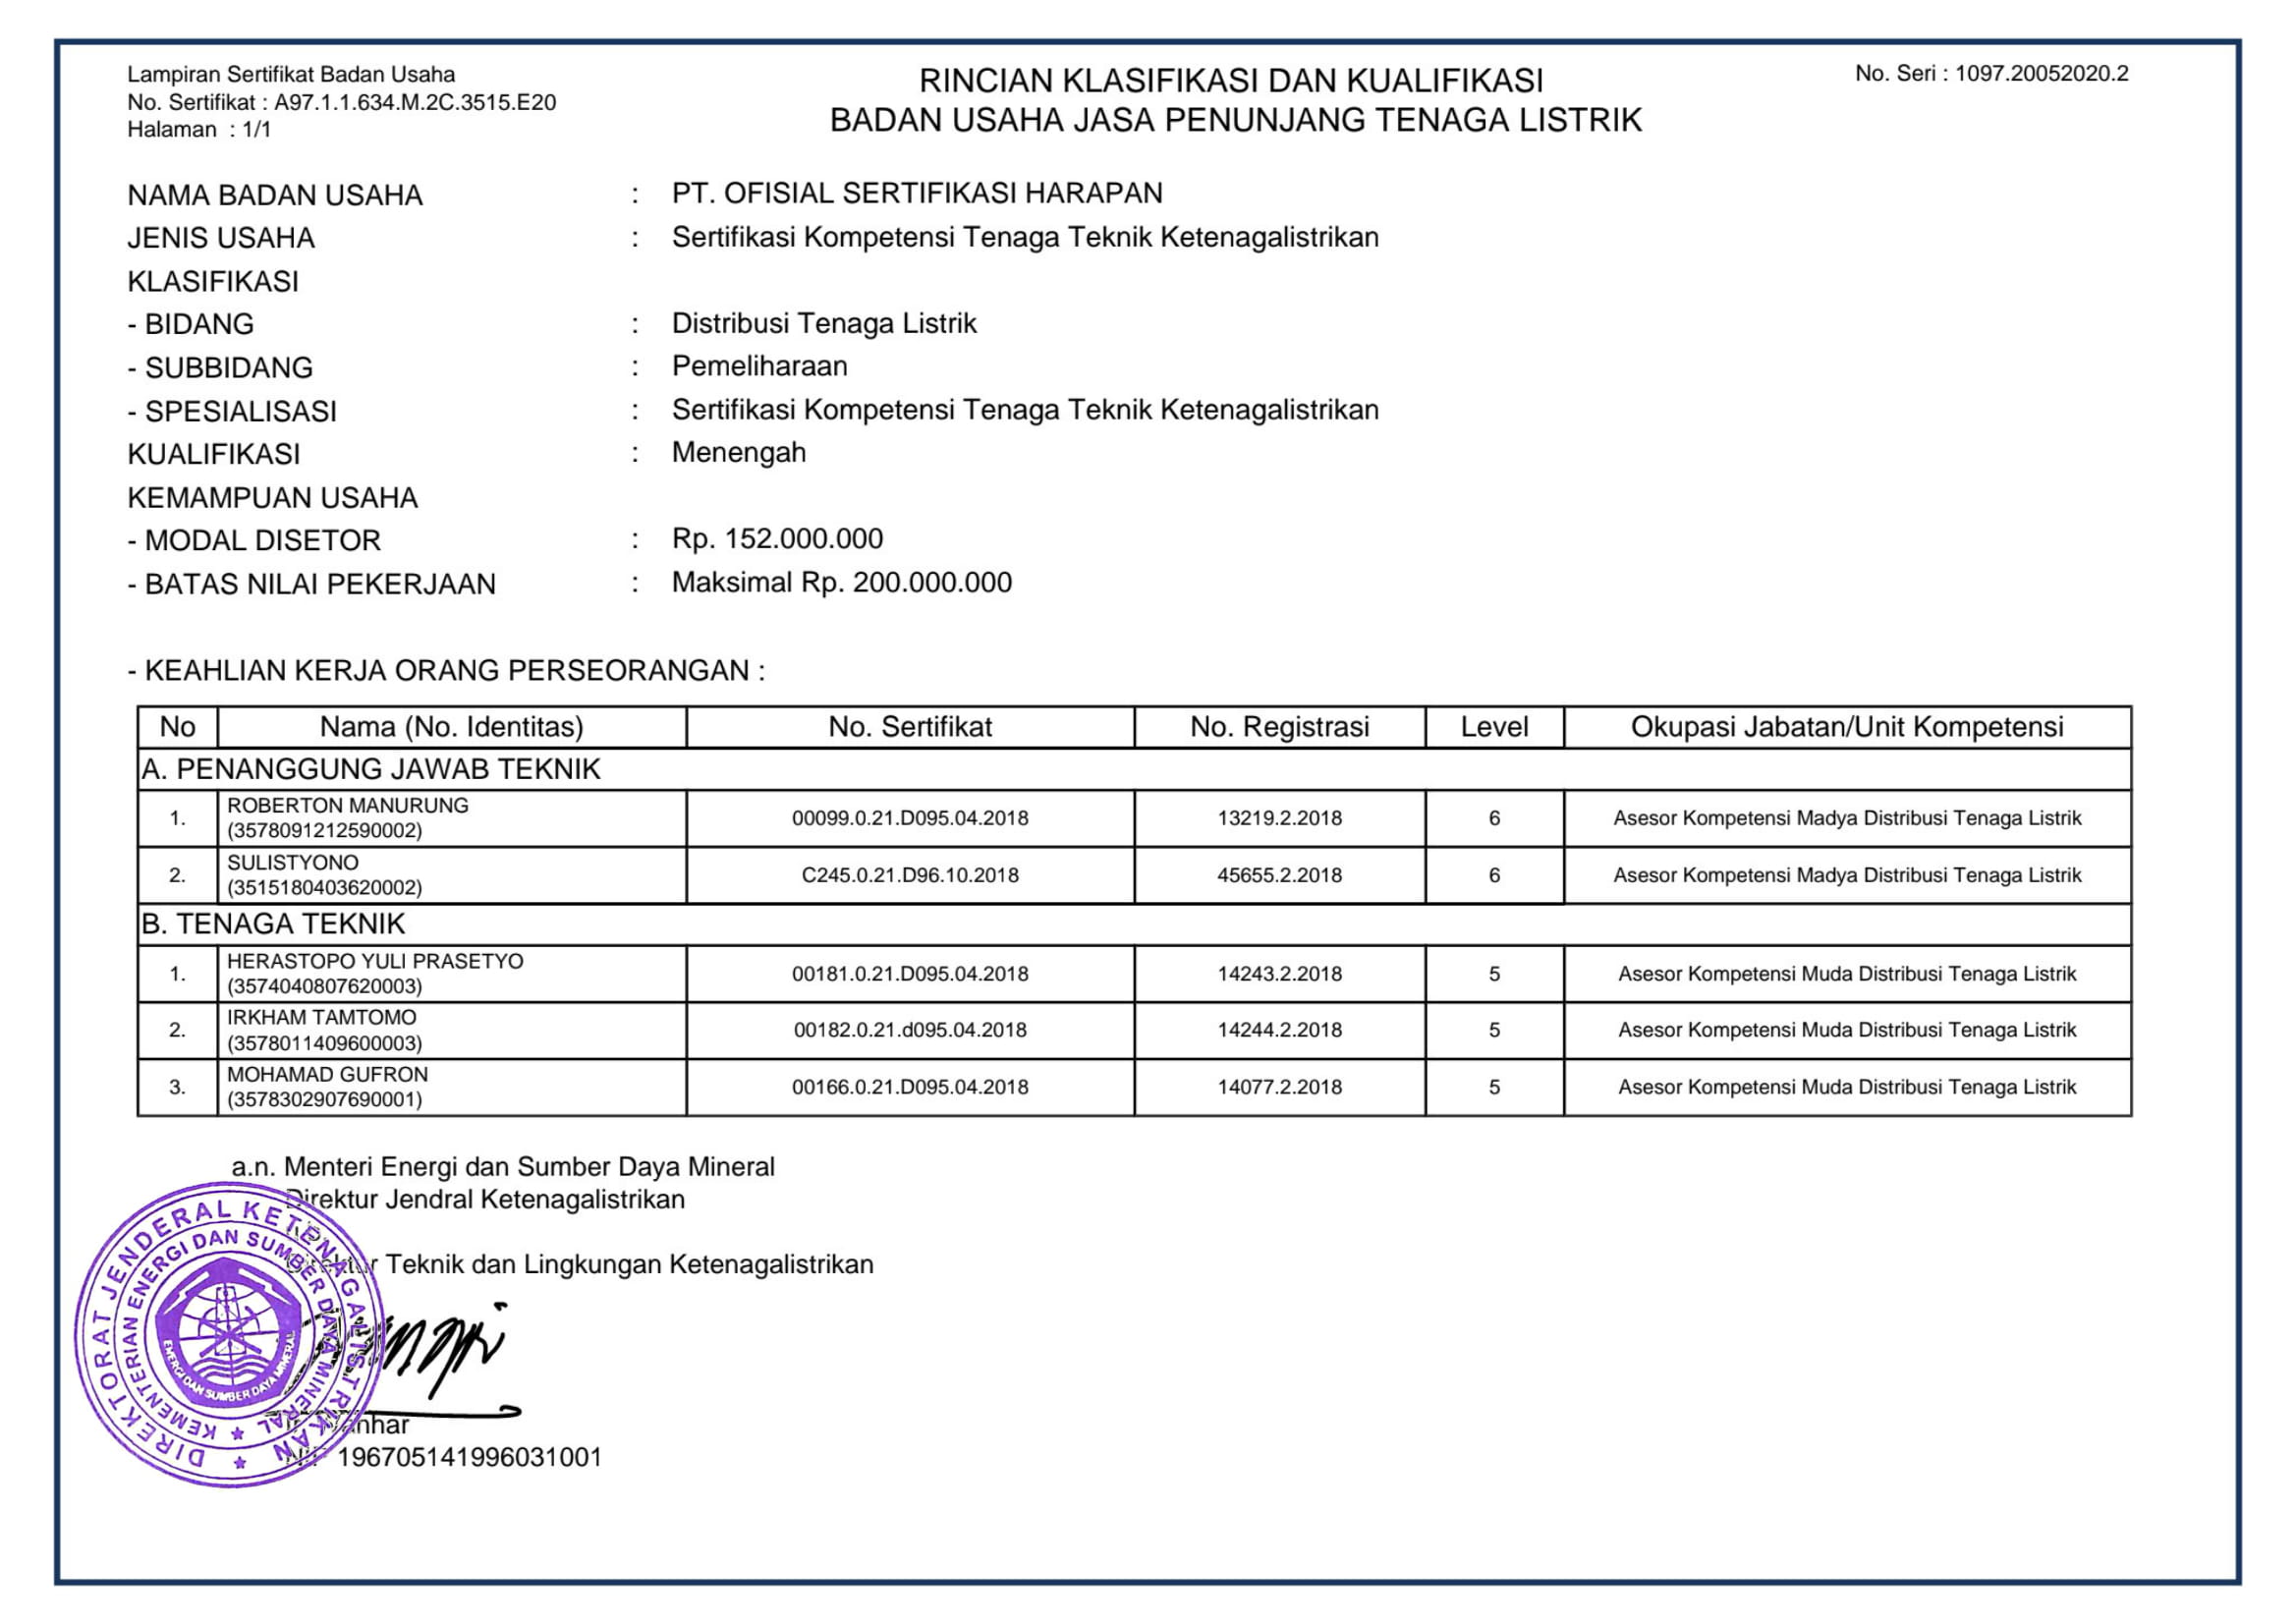 Lampiran Sertifikat Badan Usaha
No. Sertifikat : A97.1.1.634.M.2C.3515.E20
Halaman : 1/1
RINCIAN KLASIFIKASI DAN KUALIFIKASI
BADAN USAHA JASA PENUNJANG TENAGA LISTRIK
No. Seri : 1097.20052020.2
NAMA BADAN USAHA : PT. OFISIAL SERTIFIKASI HARAPAN
JENIS USAHA : Sertifikasi Kompetensi Tenaga Teknik Ketenagalistrikan
KLASIFIKASI
- BIDANG : Distribusi Tenaga Listrik
- SUBBIDANG : Pemeliharaan
- SPESIALISASI : Sertifikasi Kompetensi Tenaga Teknik Ketenagalistrikan
KUALIFIKASI : Menengah
KEMAMPUAN USAHA
- MODAL DISETOR : Rp. 152.000.000
- BATAS NILAI PEKERJAAN : Maksimal Rp. 200.000.000
- KEAHLIAN KERJA ORANG PERSEORANGAN :
No Nama (No. Identitas) No. Sertifikat No. Registrasi Level Okupasi Jabatan/Unit Kompetensi
A. PENANGGUNG JAWAB TEKNIK
1. ROBERTON MANURUNG (3578091212590002) 00099.0.21.D095.04.2018 13219.2.2018 6 Asesor Kompetensi Madya Distribusi Tenaga Listrik
2. SULISTYONO (3515180403620002) C245.0.21.D96.10.2018 45655.2.2018 6 Asesor Kompetensi Madya Distribusi Tenaga Listrik
B. TENAGA TEKNIK
1. HERASTOPO YULI PRASETYO (3574040807620003) 00181.0.21.D095.04.2018 14243.2.2018 5 Asesor Kompetensi Muda Distribusi Tenaga Listrik
2. IRKHAM TAMTOMO (3578011409600003) 00182.0.21.d095.04.2018 14244.2.2018 5 Asesor Kompetensi Muda Distribusi Tenaga Listrik
3. MOHAMAD GUFRON (3578302907690001) 00166.0.21.D095.04.2018 14077.2.2018 5 Asesor Kompetensi Muda Distribusi Tenaga Listrik
a.n. Menteri Energi dan Sumber Daya Mineral
Direktur Jendral Ketenagalistrikan
Direktur Teknik dan Lingkungan Ketenagalistrikan
DIREKTORAT JENDERAL KETENAGALISTRIKAN
KEMENTERIAN ENERGI DAN SUMBER DAYA MINERAL
ENERGI DAN SUMBER DAYA MINERAL
NIP 196705141996031001